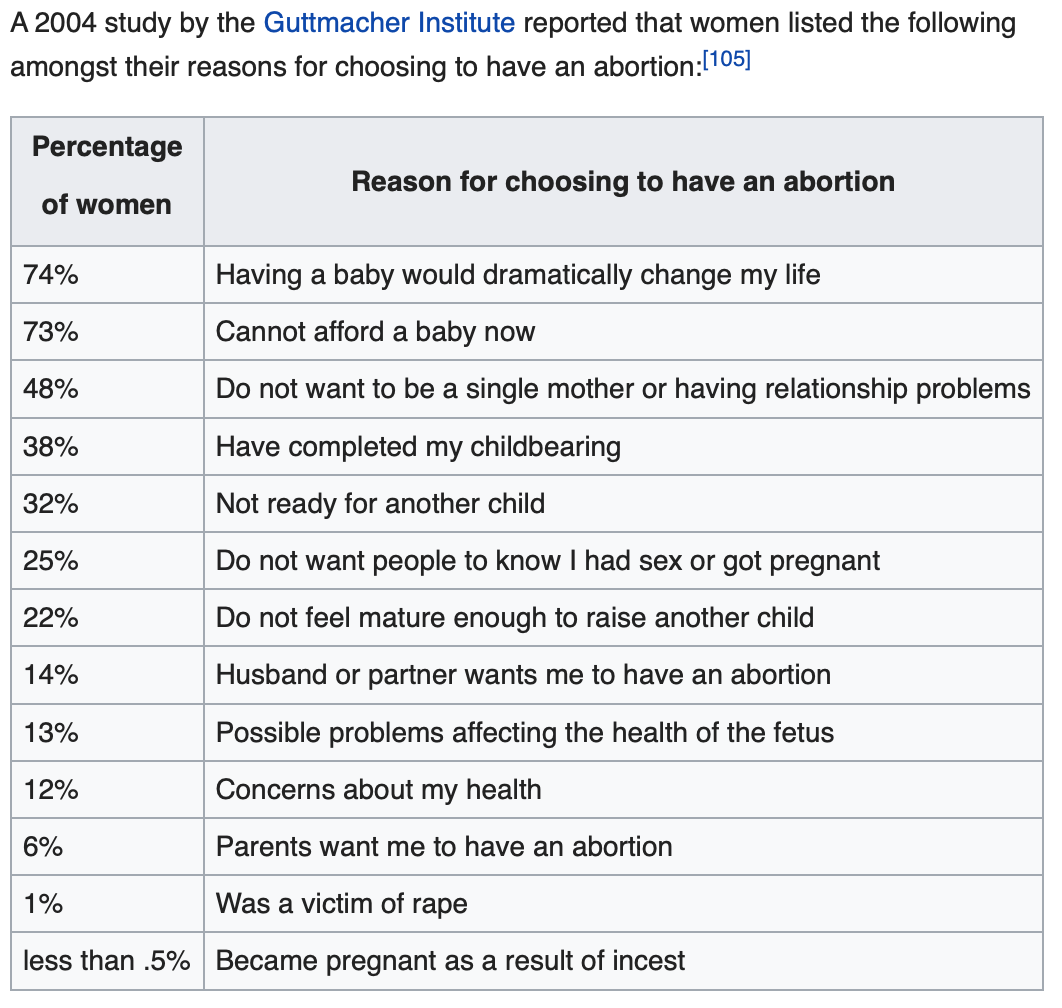 A 2004 study by the Guttmacher Institute reported that women listed the following
amongst their reasons for choosing to have an abortion:[105]
Percentage
of women
Reason for choosing to have an abortion
74% Having a baby would dramatically change my life
73% Cannot afford a baby now
48% Do not want to be a single mother or having relationship problems
38% Have completed my childbearing
32% Not ready for another child
25% Do not want people to know I had sex or got pregnant
22% Do not feel mature enough to raise another child
14% Husband or partner wants me to have an abortion
13% Possible problems affecting the health of the fetus
12% Concerns about my health
6% Parents want me to have an abortion
1% Was a victim of rape
less than .5% Became pregnant as a result of incest